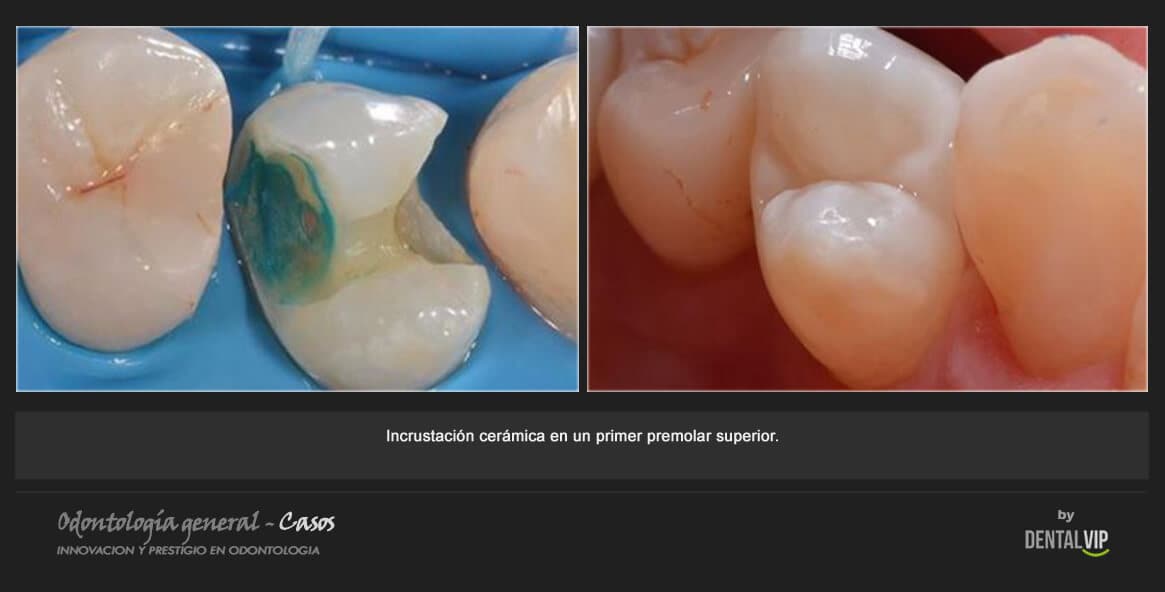 Incrustación cerámica en un primer premolar superior.
Odontología general - Casos
INNOVACION Y PRESTIGIO EN ODONTOLOGIA
by
DENTALVIP